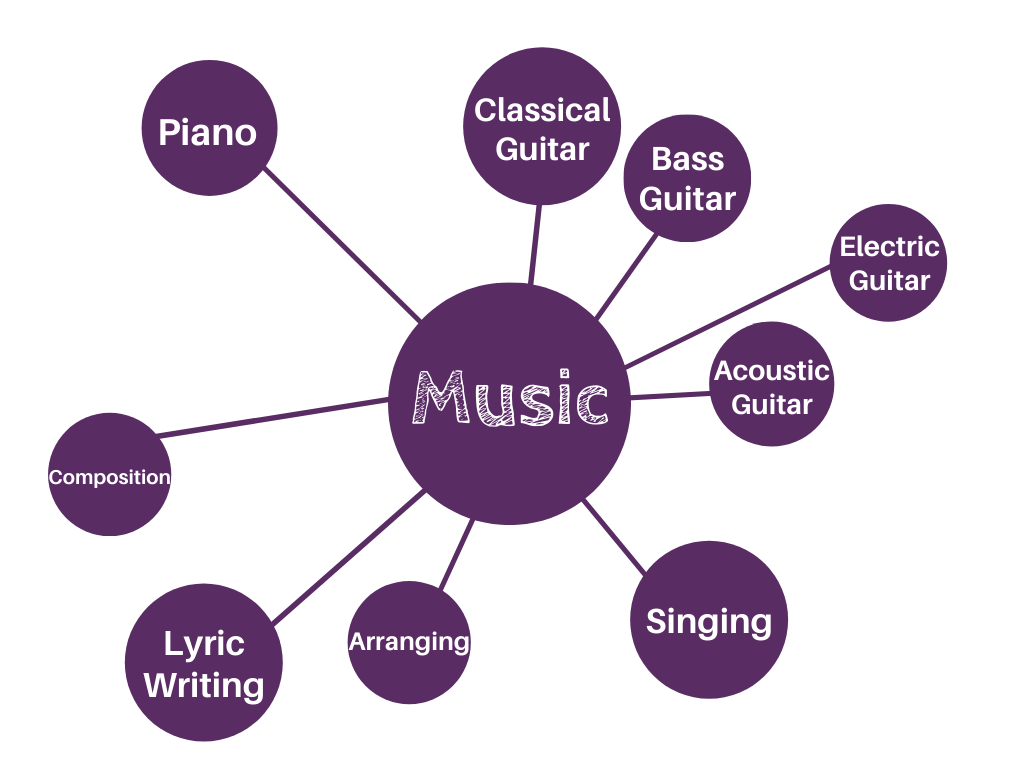 Piano
Classical
Guitar
Bass
Guitar
Electric
Guitar
Acoustic
Guitar
Music
Composition
Singing
Arranging
Lyric
Writing